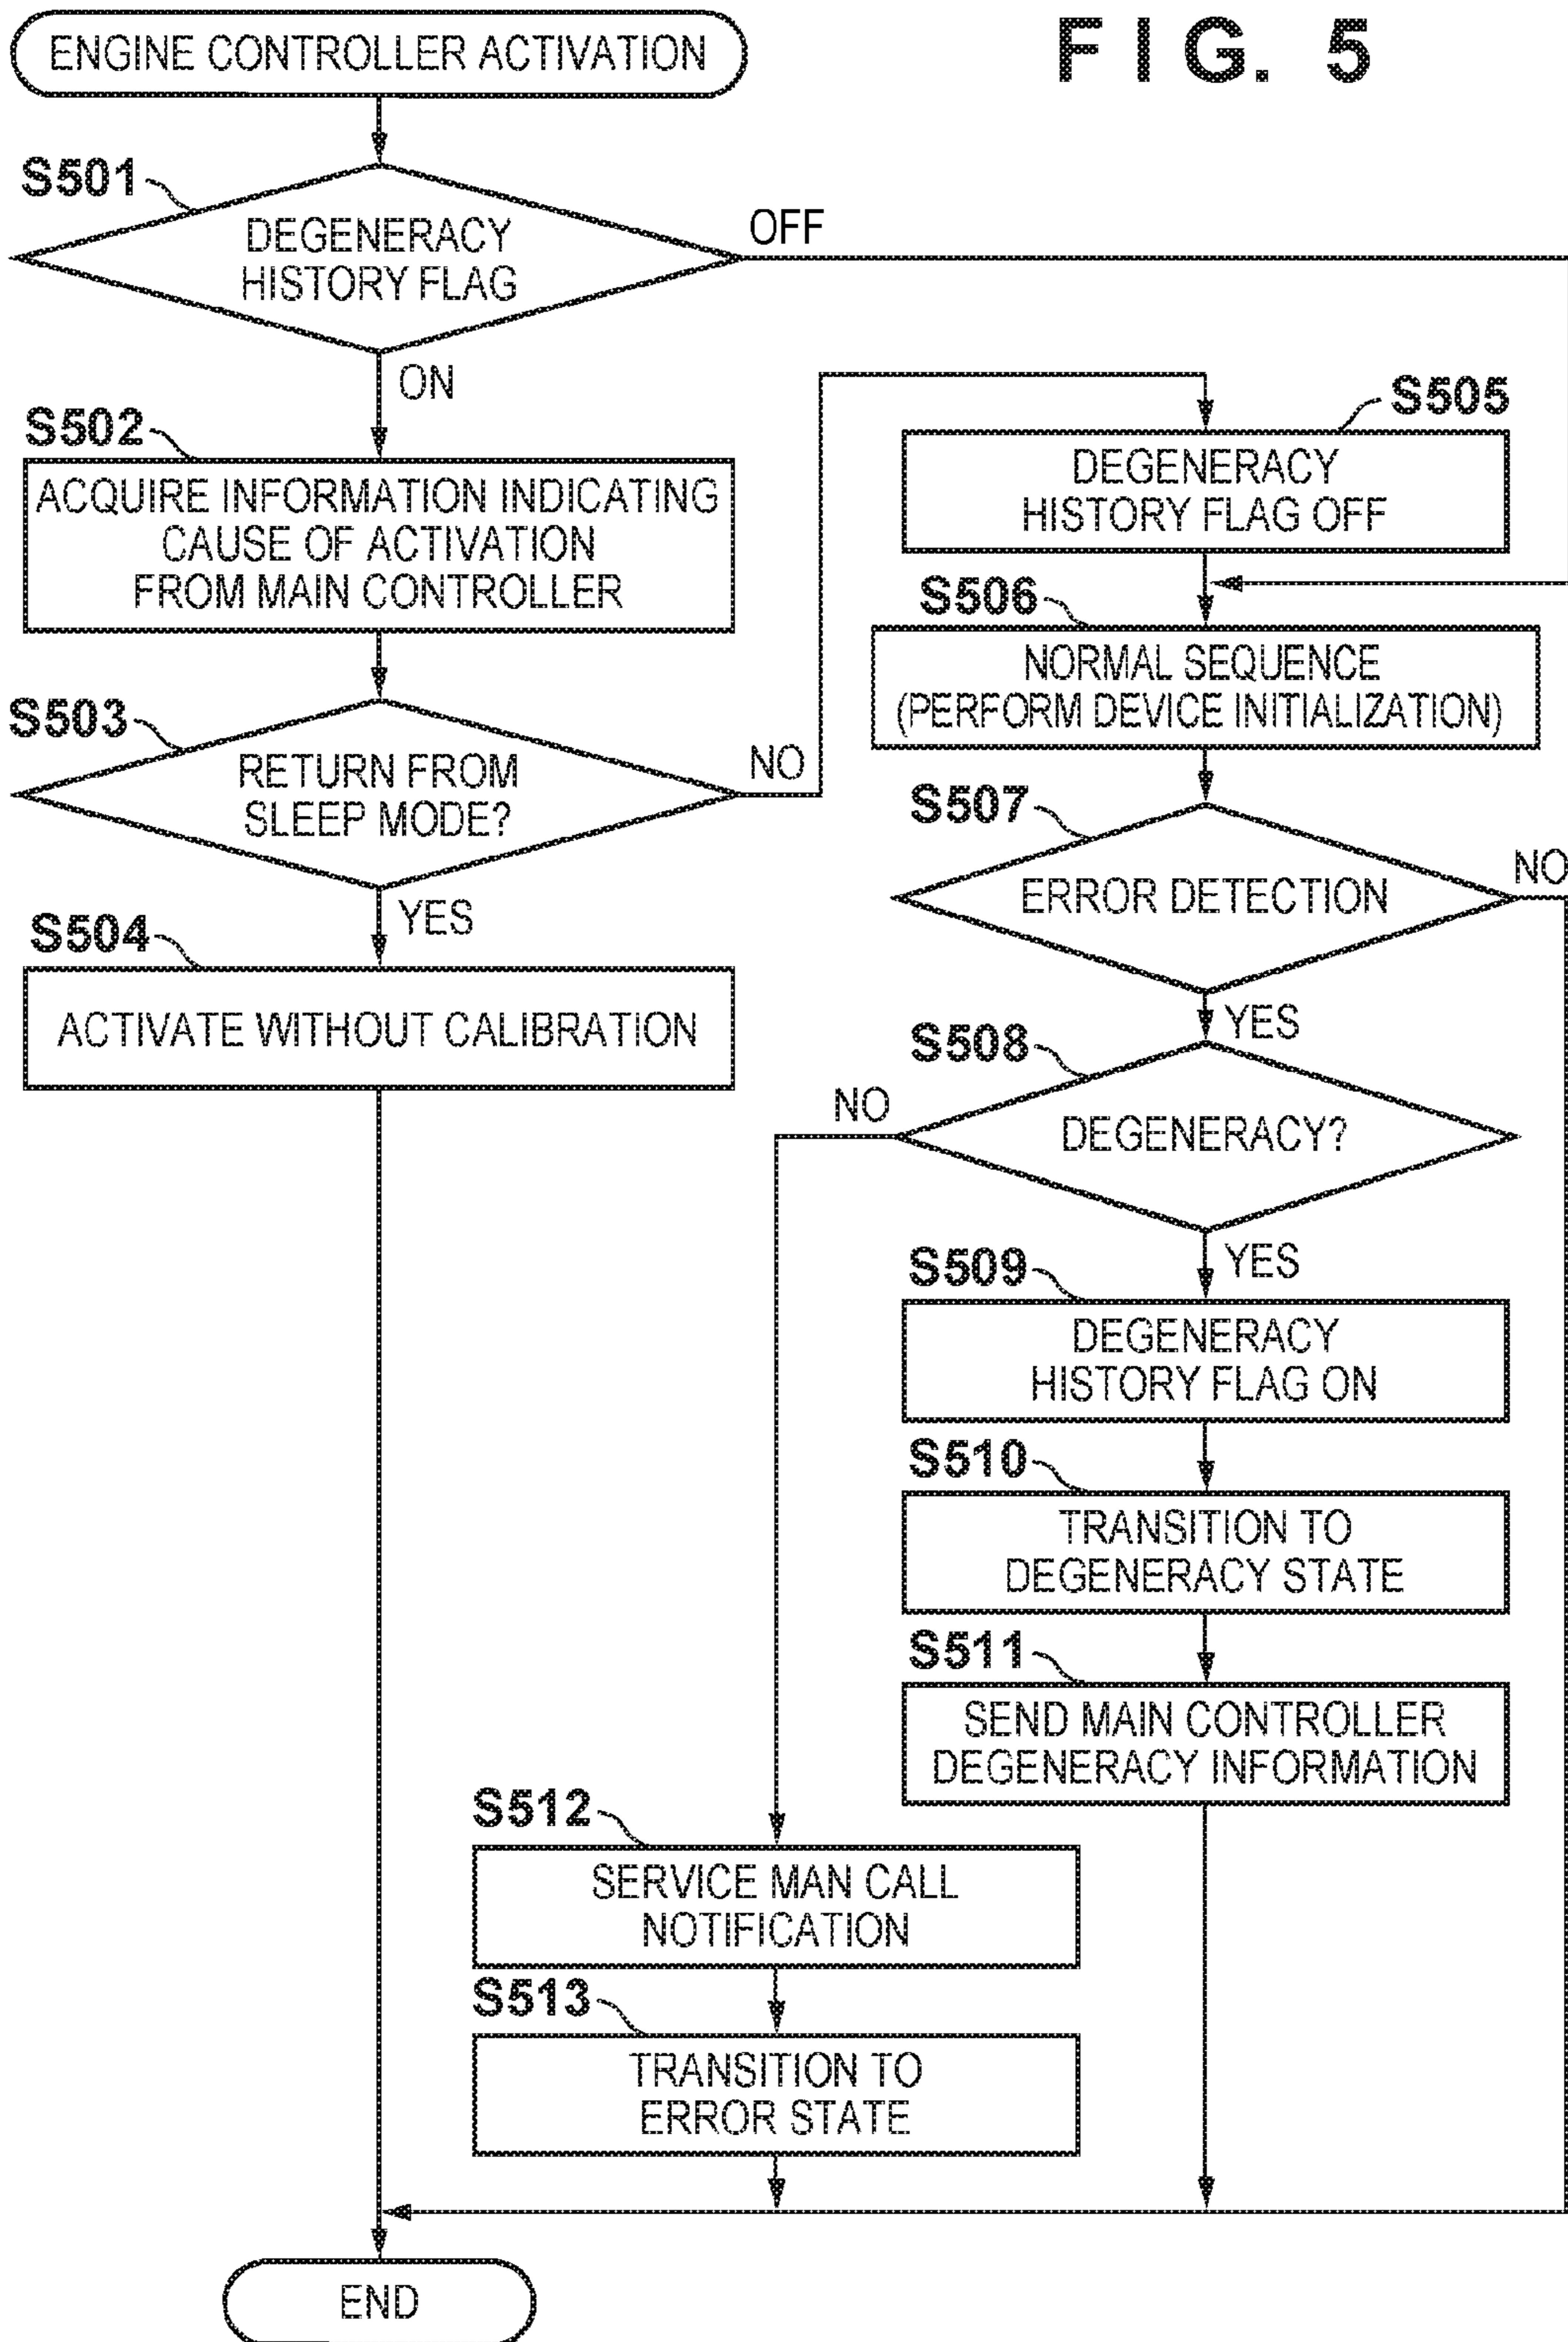 FIG. 5
ENGINE CONTROLLER ACTIVATION
S501
DEGENERACY
HISTORY FLAG
OFF
ON
S502
ACQUIRE INFORMATION INDICATING
CAUSE OF ACTIVATION
FROM MAIN CONTROLLER
S503
RETURN FROM
SLEEP MODE?
NO
YES
S504
ACTIVATE WITHOUT CALIBRATION
S505
DEGENERACY
HISTORY FLAG OFF
S506
NORMAL SEQUENCE
(PERFORM DEVICE INITIALIZATION)
S507
ERROR DETECTION
NO
YES
S508
DEGENERACY?
NO
YES
S509
DEGENERACY
HISTORY FLAG ON
S510
TRANSITION TO
DEGENERACY STATE
S511
SEND MAIN CONTROLLER
DEGENERACY INFORMATION
S512
SERVICE MAN CALL
NOTIFICATION
S513
TRANSITION TO
ERROR STATE
END